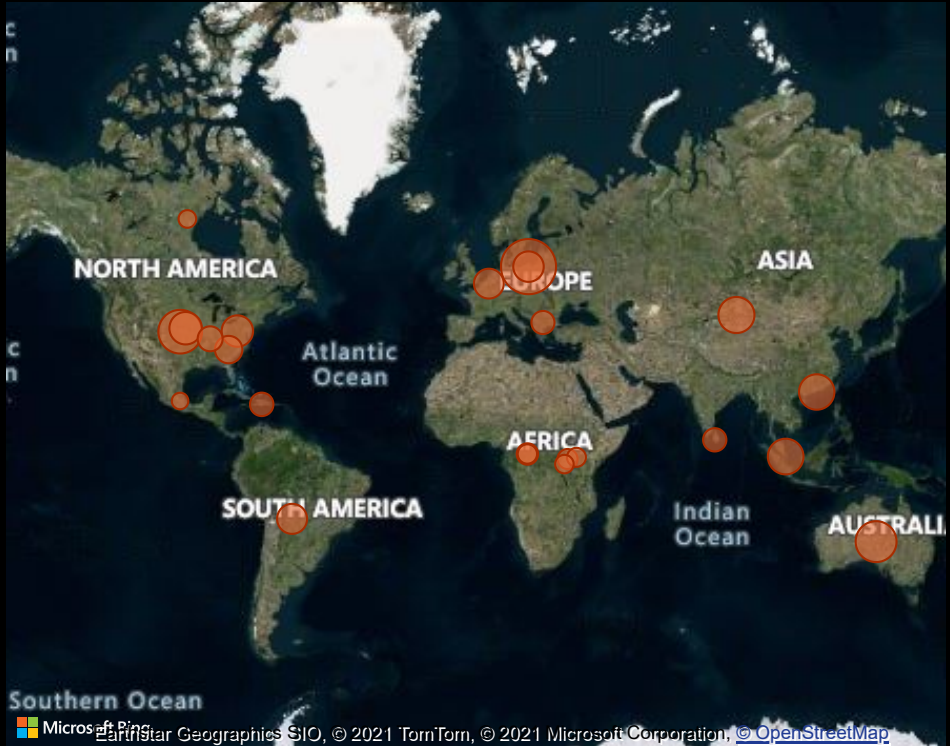 c
n
NORTH AMERICA
EUROPE
ASIA
c
n
Atlantic
Ocean
AFRICA
SOUTH AMERICA
Indian
Ocean
AUSTRALI
Southern Ocean
Microsoft Bing
Earthstar Geographics SIO, © 2021 TomTom, © 2021 Microsoft Corporation, © OpenStreetMap